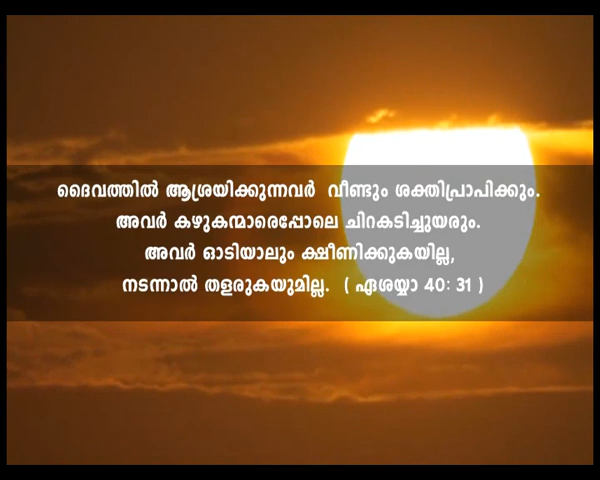 ദൈവത്തിൽ ആശ്രയിക്കുന്നവർ വീണ്ടും ശക്തിപ്രാപിക്കും.
അവർ കഴുകന്മാരെപ്പോലെ ചിറകടിച്ചുയരും.
അവർ ഓടിയാലും ക്ഷീണിക്കുകയില്ല,
നടന്നാൽ തളരുകയുമില്ല. ( ഏശയ്യാ 40: 31 )